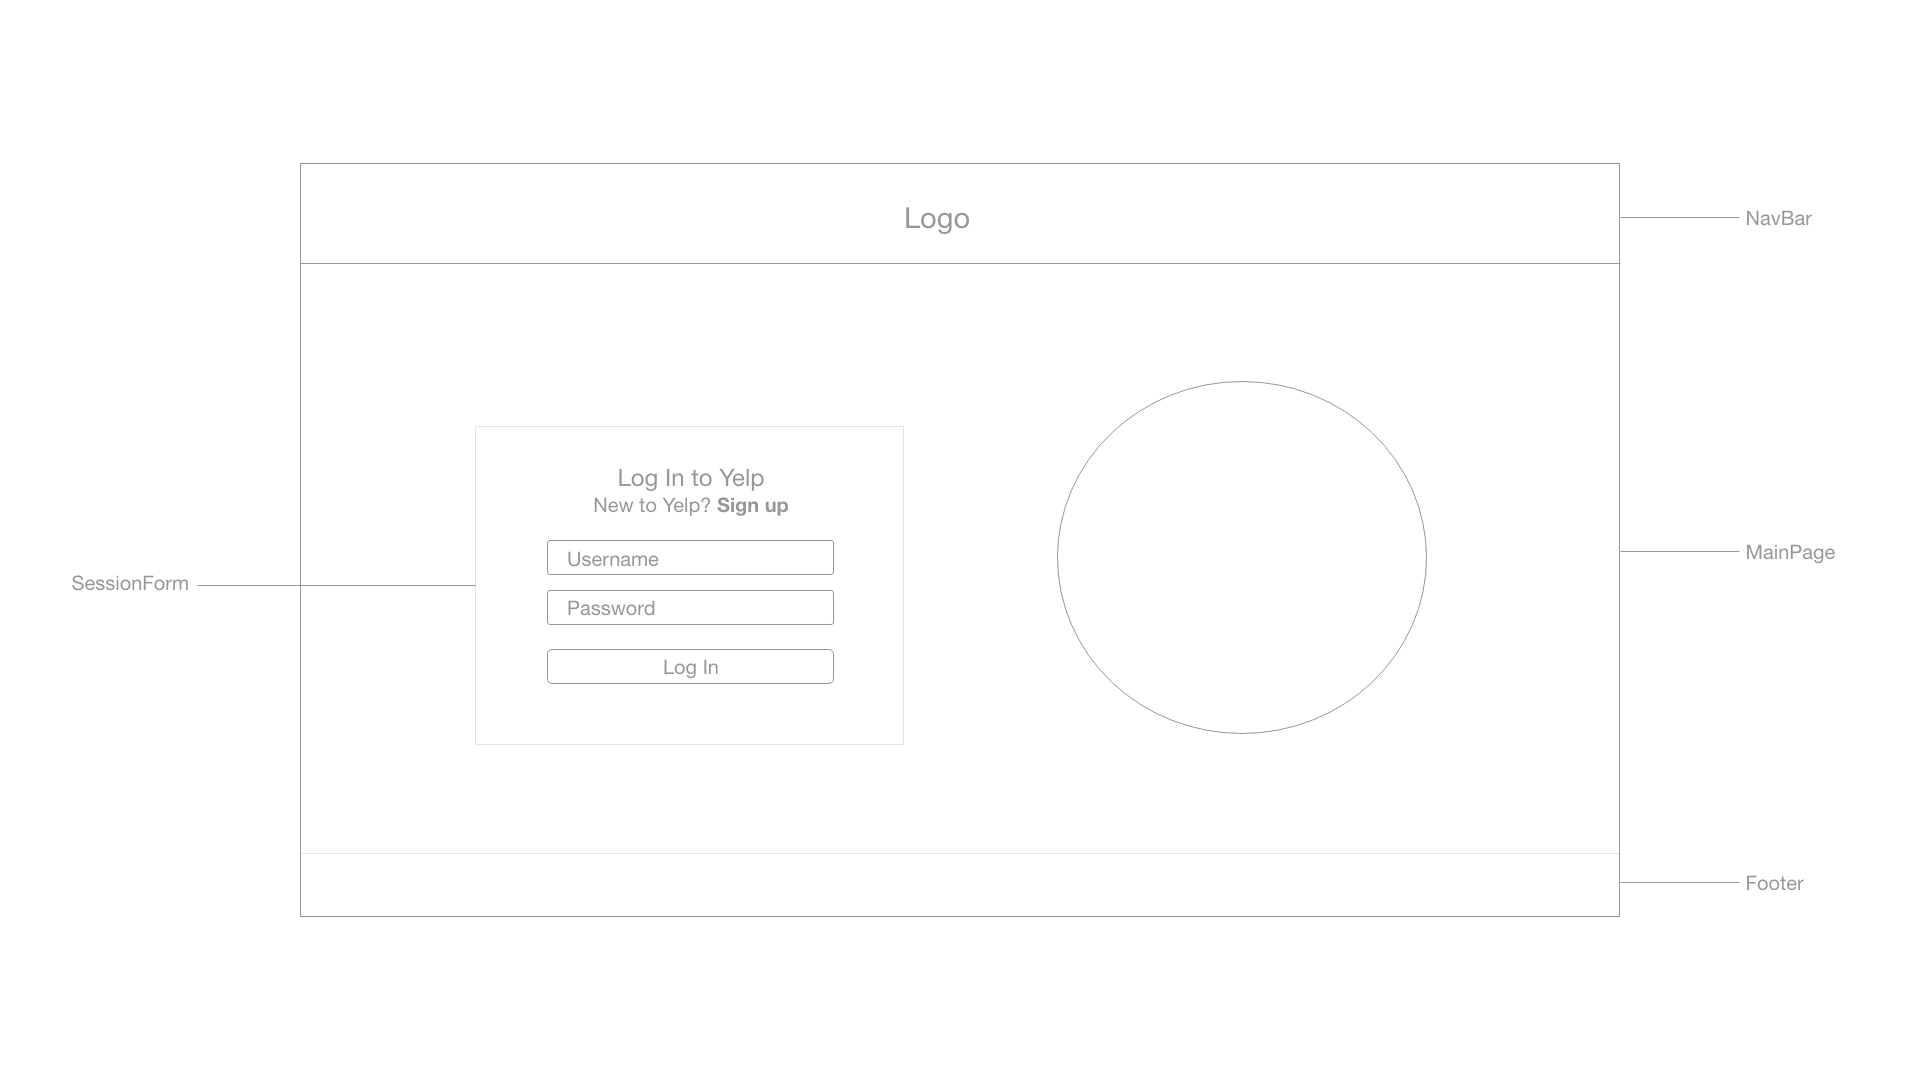 Logo
NavBar
Log In to Yelp
New to Yelp? Sign up
Username
Password
Log In
SessionForm
MainPage
Footer